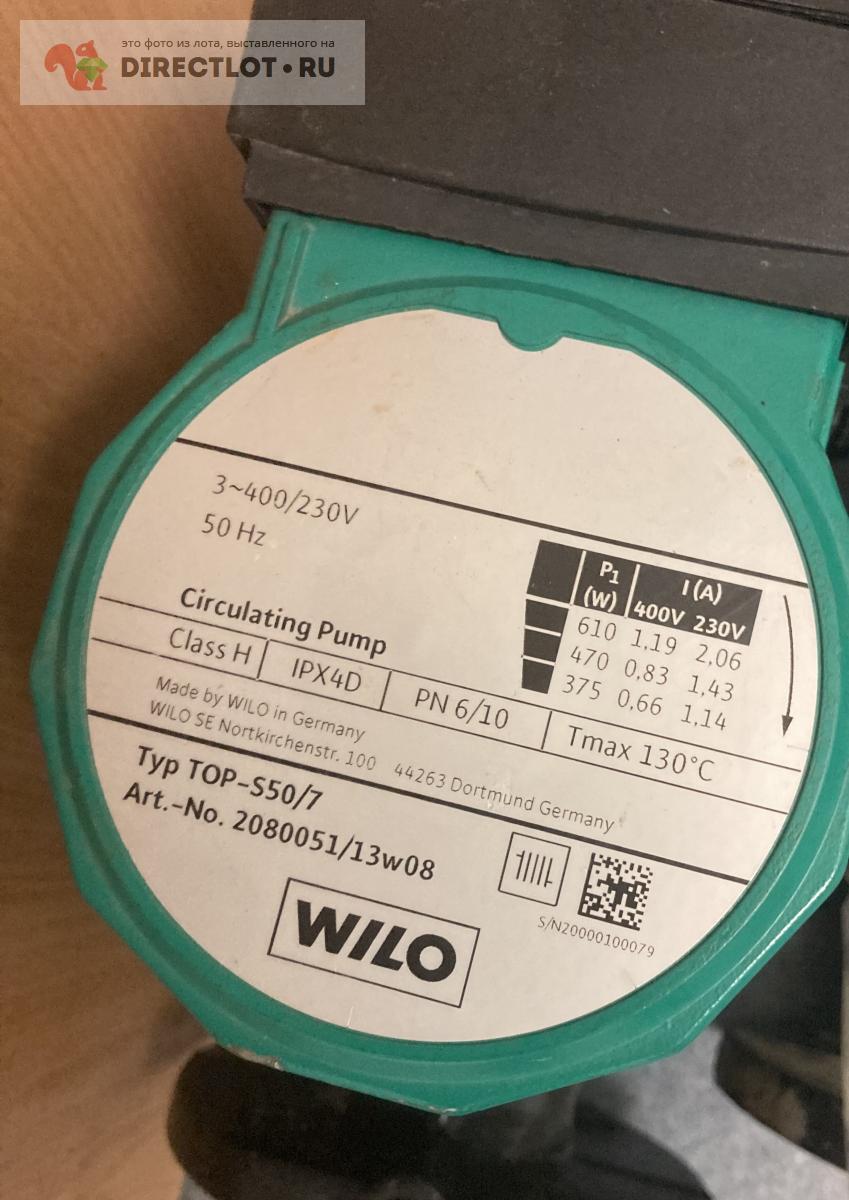 это фото из лота, выставленного на
DIRECTLOT•RU
3~400/230V
50 Hz
P1 (W) I (A)
400V 230V
610 1,19 2,06
470 0,83 1,43
375 0,66 1,14
Circulating Pump
Class H IPX4D PN 6/10 Tmax 130°C
Made by WILO in Germany
WILO SE Nortkirchenstr. 100 44263 Dortmund Germany
Typ TOP-S50/7
Art.-No. 2080051/13w08
S/N20000100079
WILO